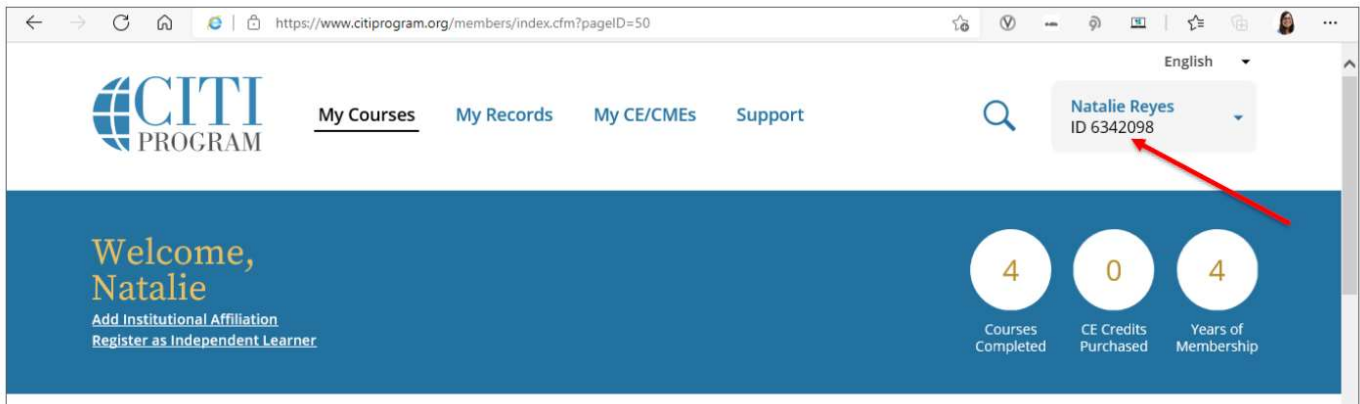 https://www.citiprogram.org/members/index.cfm?pageID=50
English
CITI
PROGRAM
My Courses My Records My CE/CMEs Support
Natalie Reyes
ID 6342098
Welcome,
Natalie
Add Institutional Affiliation
Register as Independent Learner
4 0 4
Courses CE Credits Years of
Completed Purchased Membership